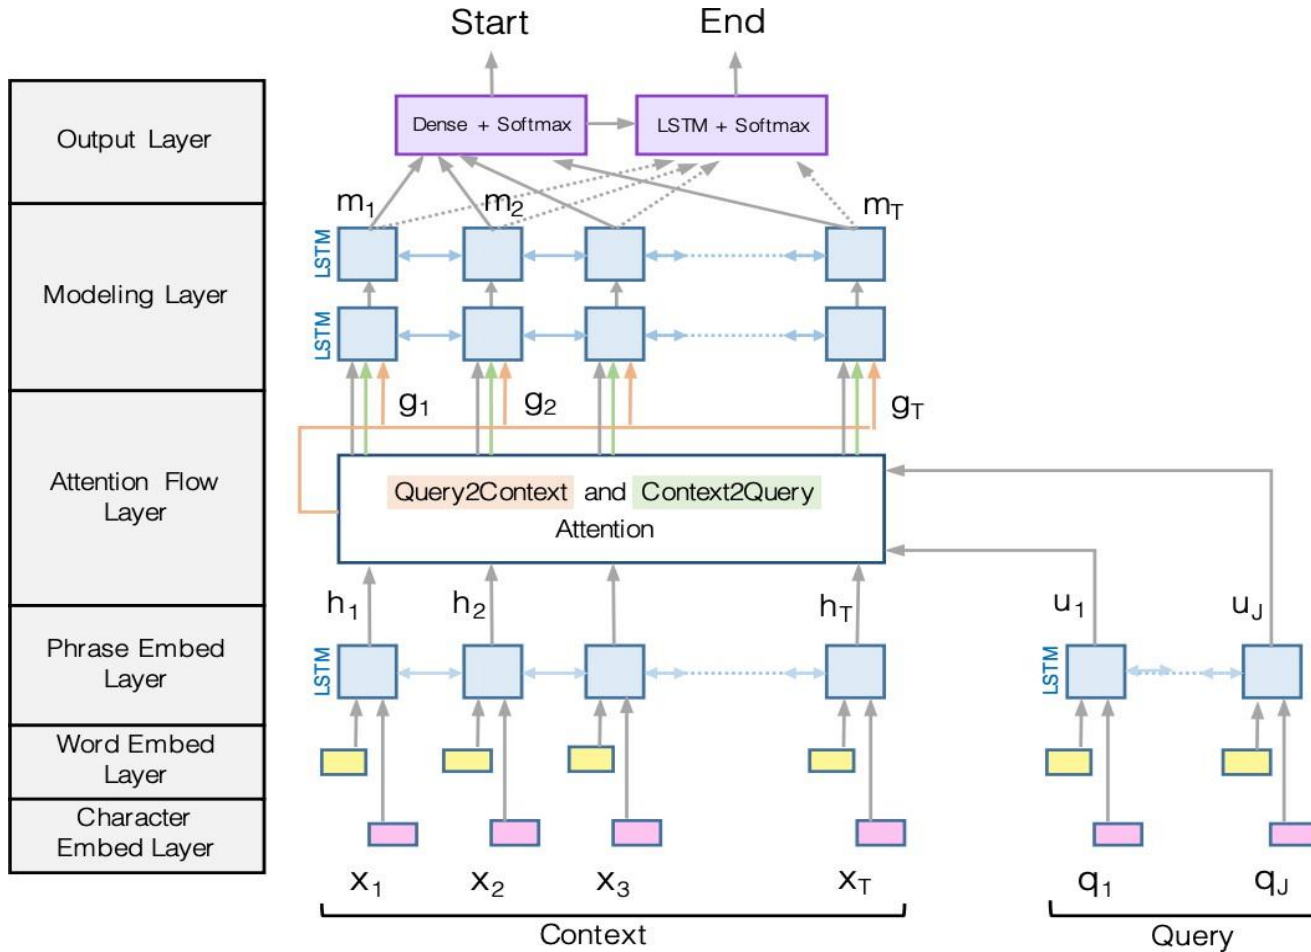 Start End
Output Layer
Dense + Softmax
LSTM + Softmax
m1 m2 mT
LSTM
Modeling Layer
LSTM
g1 g2 gT
Attention Flow
Layer
Query2Context and Context2Query
Attention
h1 h2 hT u1 uJ
Phrase Embed
Layer
LSTM
LSTM
Word Embed
Layer
Character
Embed Layer
x1 x2 x3 xT q1 qJ
Context Query